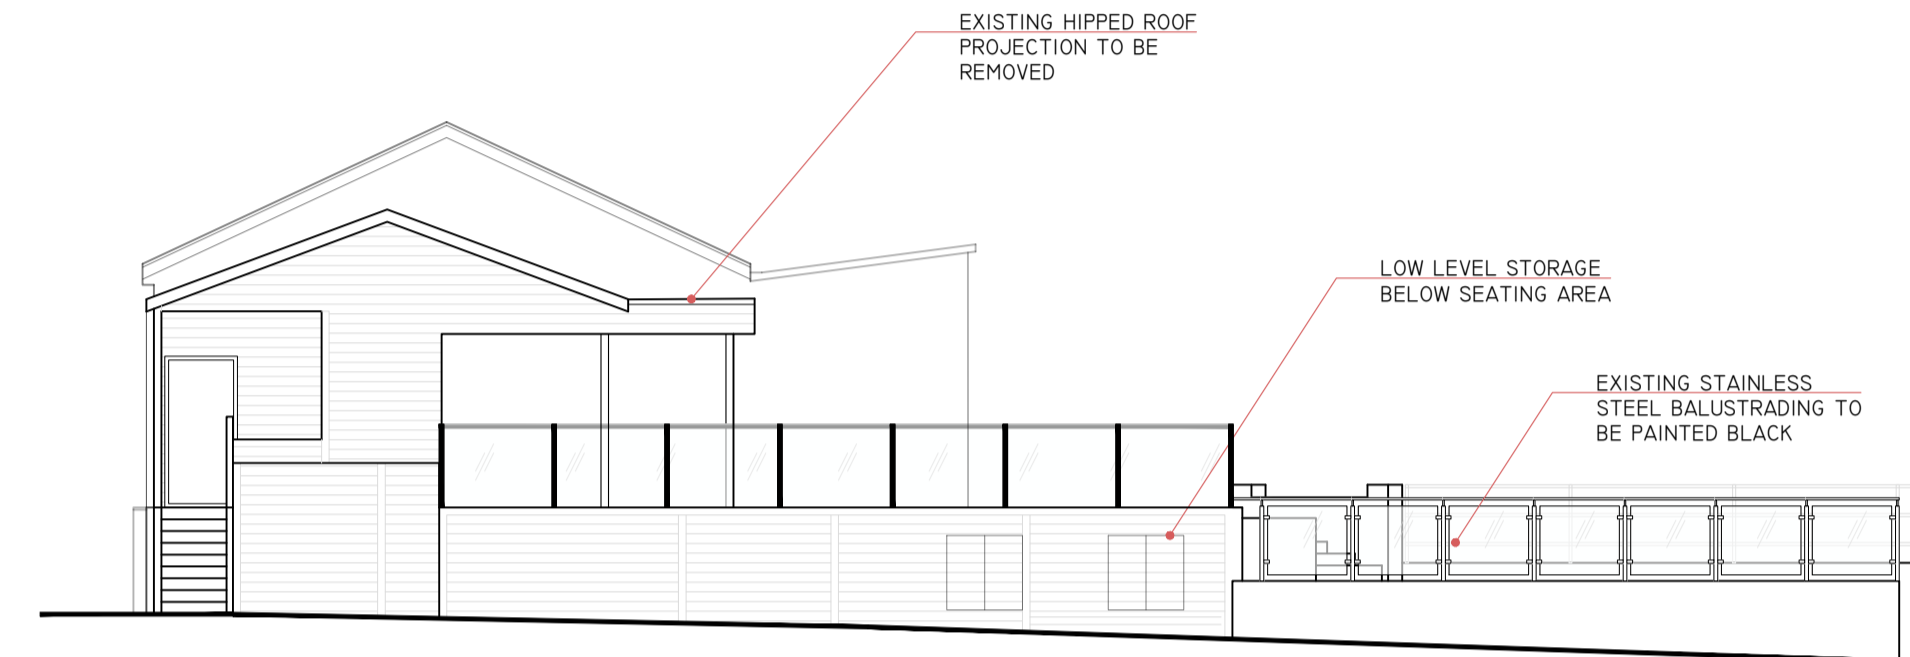 EXISTING HIPPED ROOF
PROJECTION TO BE
REMOVED
LOW LEVEL STORAGE
BELOW SEATING AREA
EXISTING STAINLESS
STEEL BALUSTRADING TO
BE PAINTED BLACK